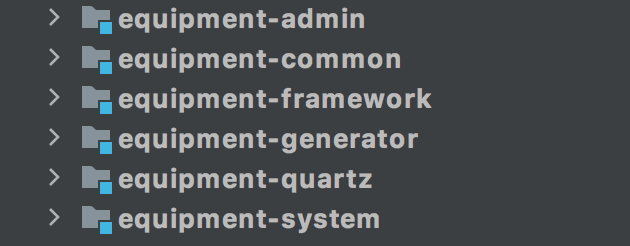 equipment-admin
equipment-common
equipment-framework
equipment-generator
equipment-quartz
equipment-system